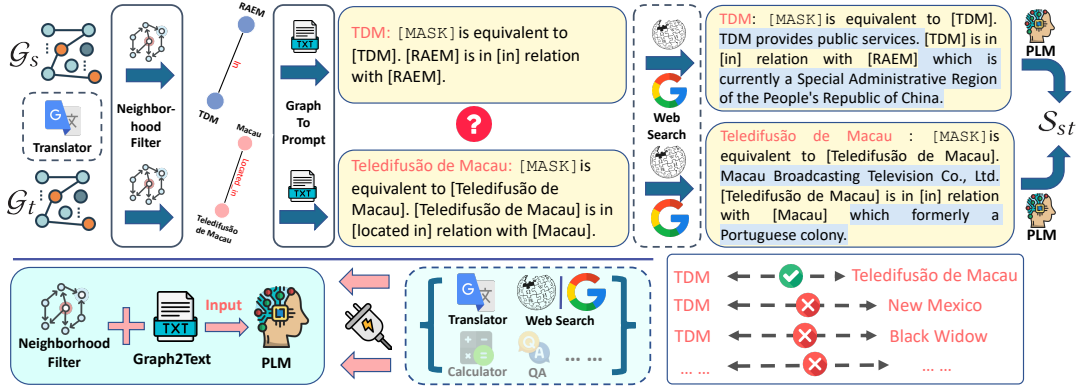 𝒢s
Translator
𝒢t
Neighbor-
hood
Filter
RAEM
In
TDM
Macau
Located in
Teledifusão
de Macau
TXT
Graph
To
Prompt
TXT
TDM: [MASK] is equivalent to
[TDM]. [RAEM] is in [in] relation
with [RAEM].
?
Teledifusão de Macau: [MASK] is
equivalent to [Teledifusão de
Macau]. [Teledifusão de Macau] is in
[located in] relation with [Macau].
Web
Search
TDM: [MASK] is equivalent to [TDM].
TDM provides public services. [TDM] is in
[in] relation with [RAEM] which is
currently a Special Administrative Region
of the People's Republic of China.
Teledifusão de Macau : [MASK] is
equivalent to [Teledifusão de Macau].
Macau Broadcasting Television Co., Ltd.
[Teledifusão de Macau] is in [in] relation
with [Macau] which formerly a
Portuguese colony.
PLM
𝒮st
PLM
Neighborhood
Filter
TXT
Graph2Text
Input
PLM
Translator
Web Search
Calculator
Q A
QA
... ...
TDM Teledifusão de Macau
TDM New Mexico
TDM Black Widow
... ... ... ...